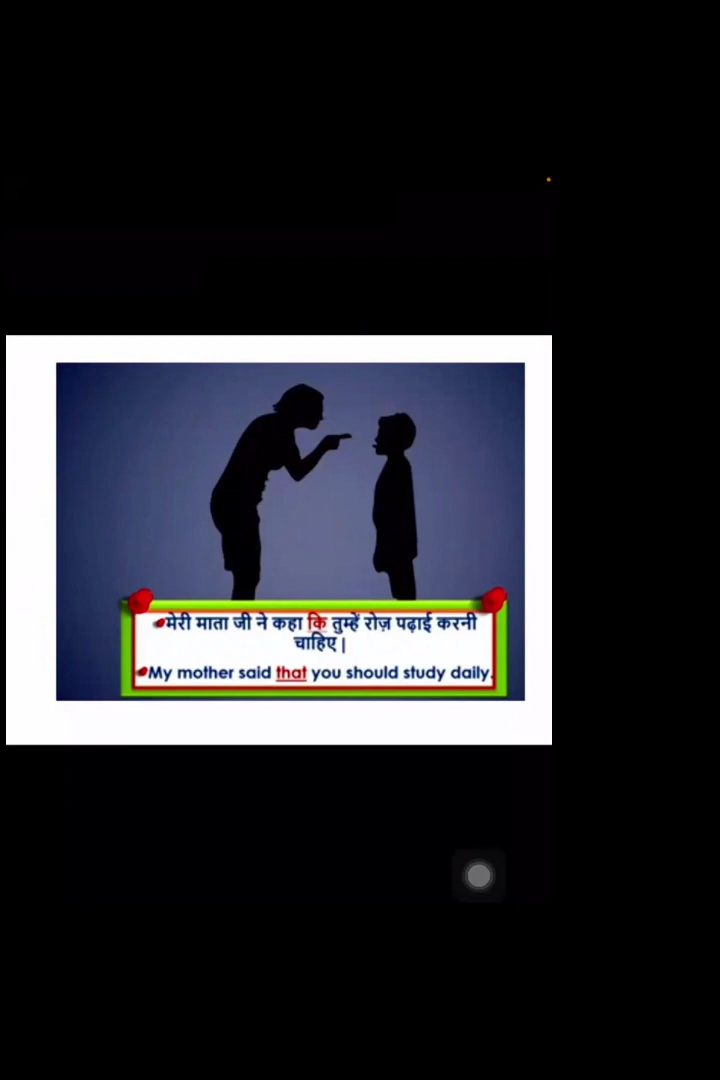 मेरी माता जी ने कहा कि तुम्हें रोज़ पढ़ाई करनी
चाहिए |
My mother said that you should study daily.